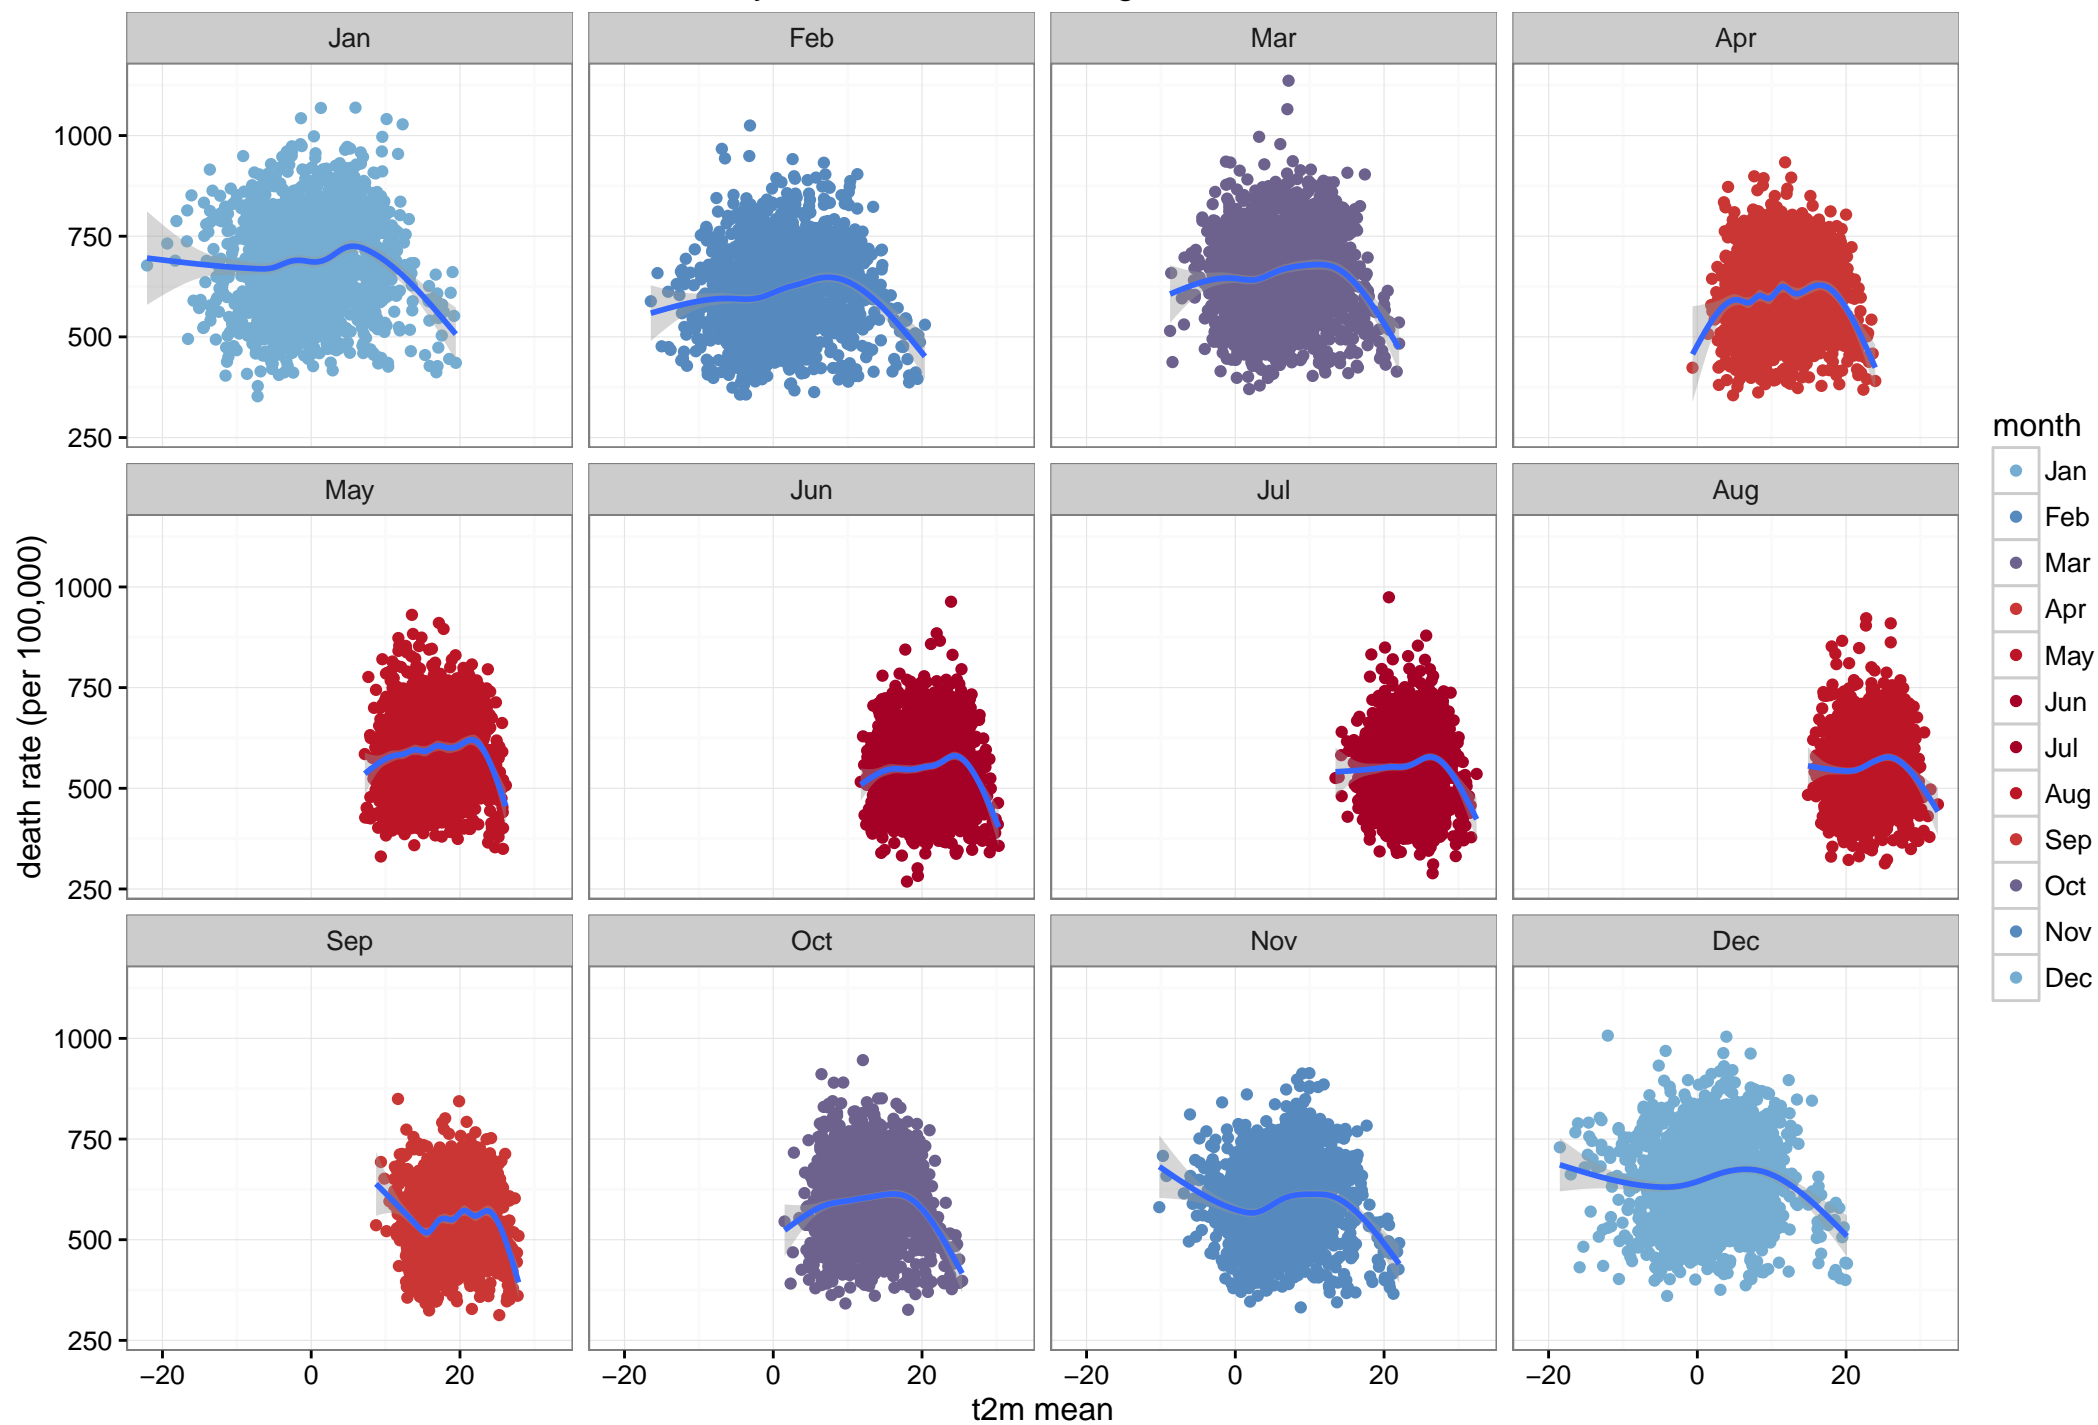 Jan Feb Mar Apr
1000
750
500
250
May Jun Jul Aug
1000
750
500
250
Sep Oct Nov Dec
1000
750
500
250
−20 0 20 −20 0 20 −20 0 20 −20 0 20
t2m mean
death rate (per 100,000)
month
Jan
Feb
Mar
Apr
May
Jun
Jul
Aug
Sep
Oct
Nov
Dec